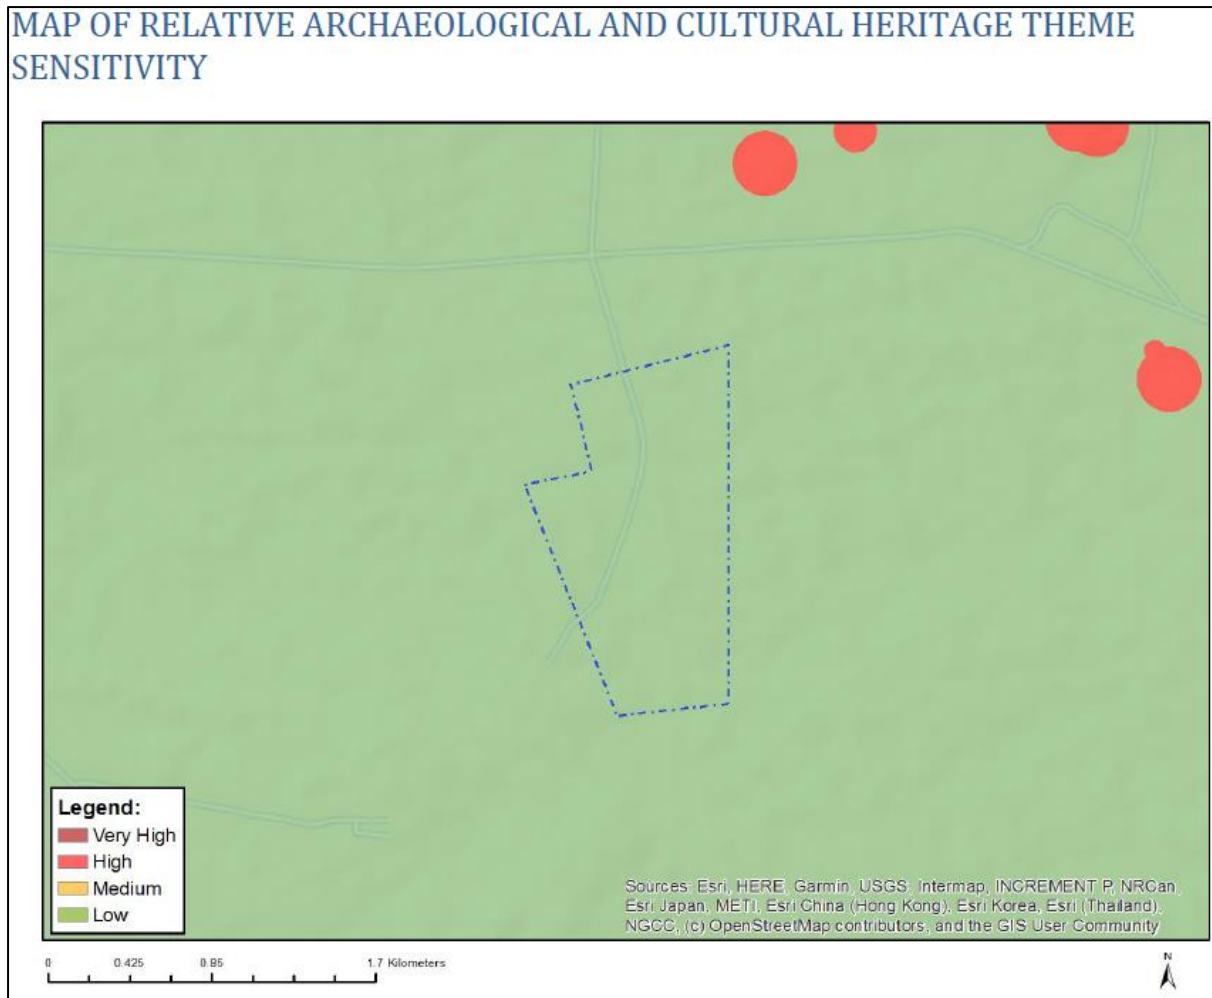 MAP OF RELATIVE ARCHAEOLOGICAL AND CULTURAL HERITAGE THEME
SENSITIVITY
Legend:
Very High
High
Medium
Low
Sources: Esri, HERE, Garmin, USGS, Intermap, INCREMENT P, NRCan,
Esri Japan, METI, Esri China (Hong Kong), Esri Korea, Esri (Thailand),
NGCC, (c) OpenStreetMap contributors, and the GIS User Community
0 0.425 0.85 1.7 Kilometers
N